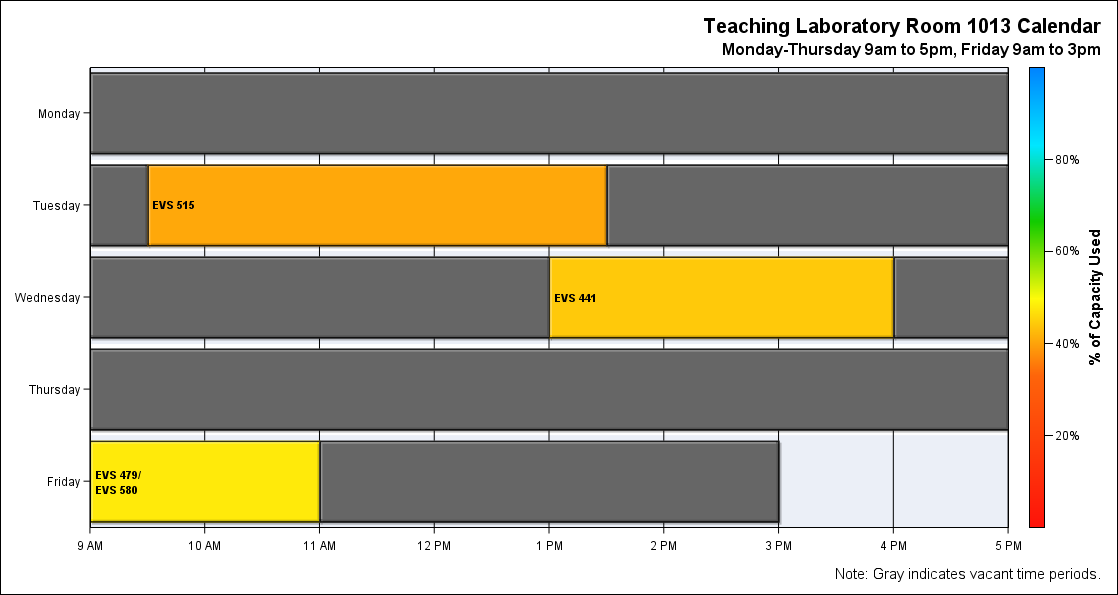 Teaching Laboratory Room 1013 Calendar
Monday-Thursday 9am to 5pm, Friday 9am to 3pm
Monday
Tuesday
EVS 515
Wednesday
EVS 441
Thursday
Friday
EVS 479/
EVS 580
9 AM
10 AM
11 AM
12 PM
1 PM
2 PM
3 PM
4 PM
5 PM
80%
60%
40%
20%
% of Capacity Used
Note: Gray indicates vacant time periods.